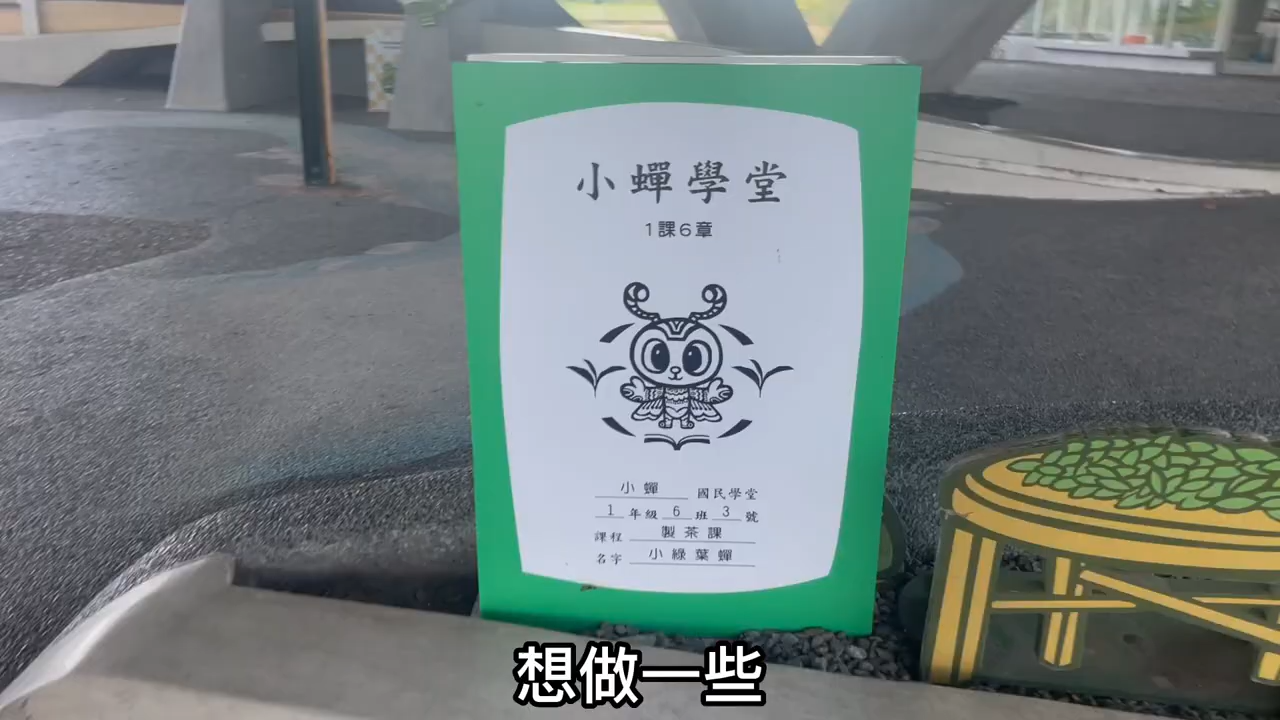 小蟬學堂
1課6章
小蟬 國民學堂
1年級6班3號
課程 製茶課
名字 小綠葉蟬
想做一些